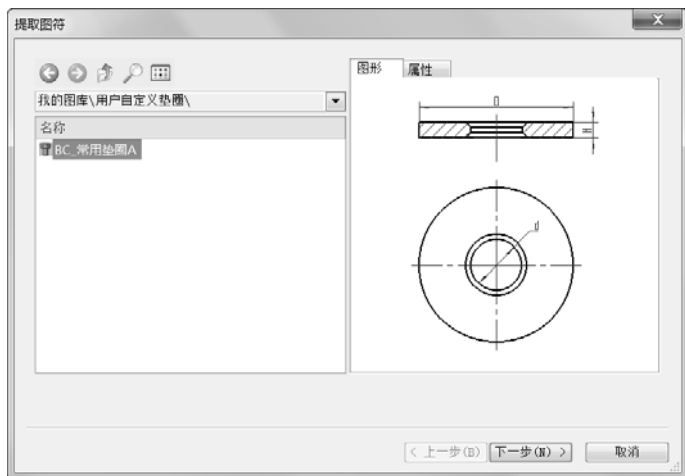 提取图符
我的图库\用户自定义垫圈\
名称
BC_常用垫圈A
图形
属性
D
H
d
< 上一步(B)
下一步(N) >
取消